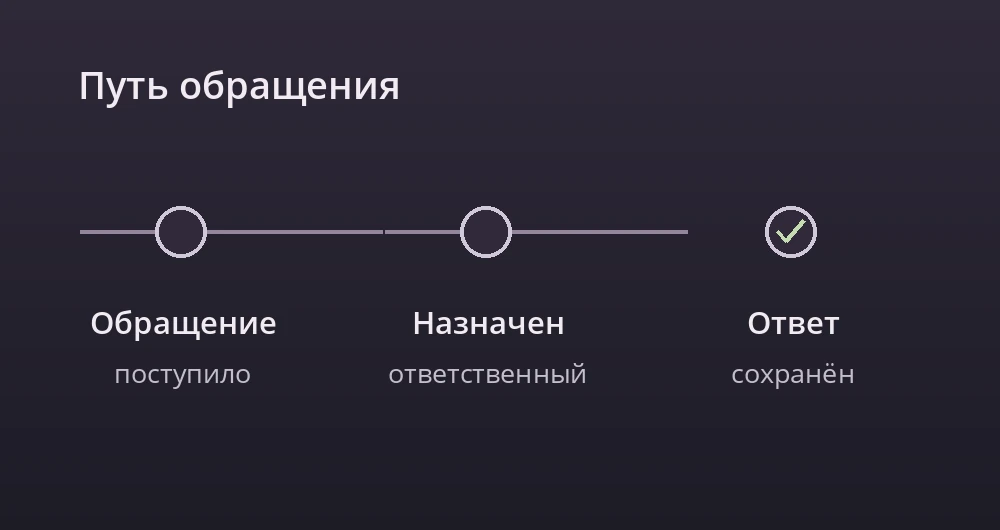 Путь обращения
Обращение
поступило
Назначен
ответственный
Ответ
сохранён